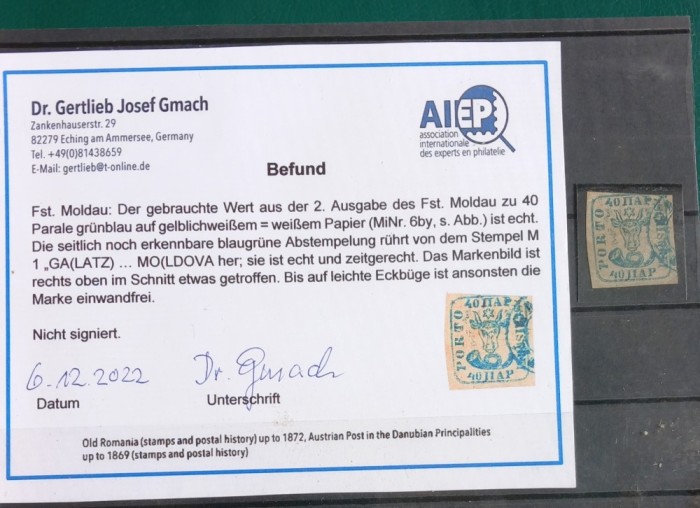 Dr. Gertlieb Josef Gmach
Zankenhauserstr. 29
82279 Eching am Ammersee, Germany
Tel. +49(0)81438659
E-Mail: gertlieb@t-online.de
AIEP
association
internationale
des experts en philatelie
Befund
Fst. Moldau: Der gebrauchte Wert aus der 2. Ausgabe des Fst. Moldau zu 40
Parale grünblau auf gelblichweißem = weißem Papier (MiNr. 6by, s. Abb.) ist echt.
Die seitlich noch erkennbare blaugrüne Abstempelung rührt von dem Stempel M
1 „GA(LATZ) ... MO(LDOVA her; sie ist echt und zeitgerecht. Das Markenbild ist
rechts oben im Schnitt etwas getroffen. Bis auf leichte Eckbüge ist ansonsten die
Marke einwandfrei.
Nicht signiert.
6.12.2022
Dr. Gmach
Datum
Unterschrift
Old Romania (stamps and postal history) up to 1872, Austrian Post in the Danubian Principalities
up to 1869 (stamps and postal history)
40 ПАР
PORTO
40 ПАР
40 ПАР
PORTO
40 ПАР